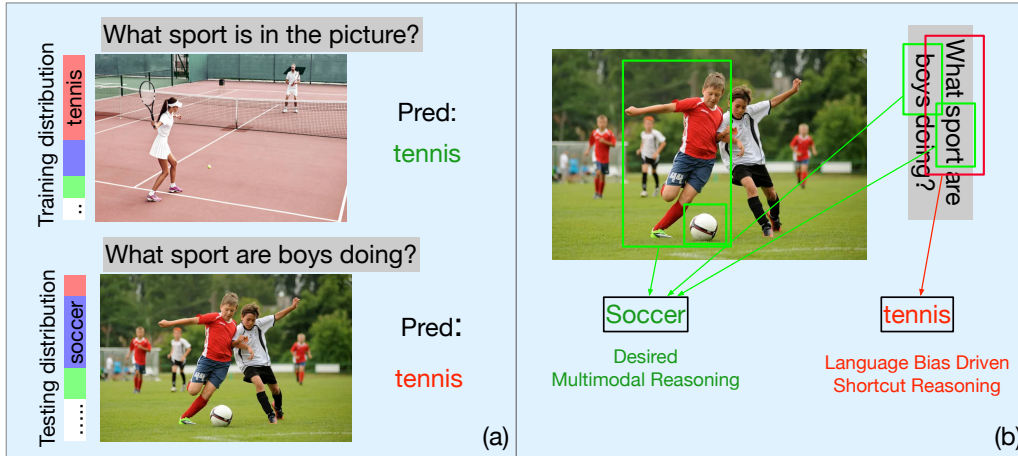 What sport is in the picture?
Training distribution
tennis
..
Pred:
tennis
What sport are boys doing?
Testing distribution
soccer
.....
Pred:
tennis
(a)
What sport are
boys doing?
Soccer
tennis
Desired
Multimodal Reasoning
Language Bias Driven
Shortcut Reasoning
(b)